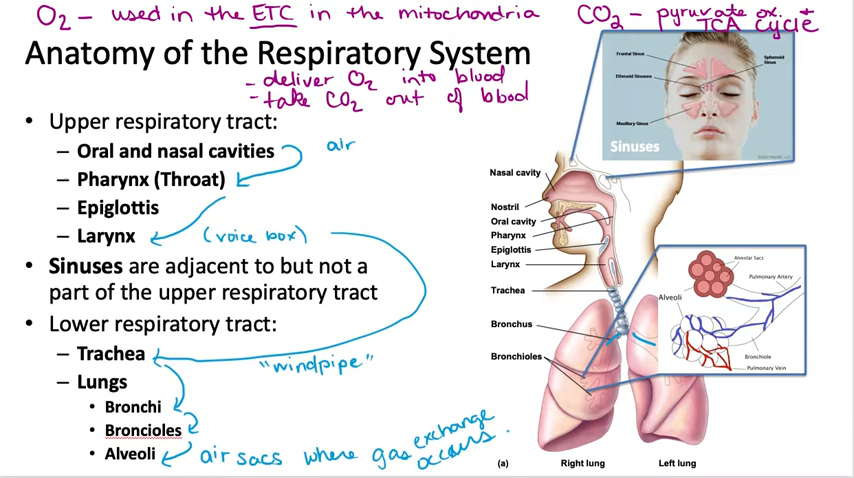 O₂ – used in the ETC in the mitochondria
CO₂ – pyruvate ox. +
TCA cycle
Anatomy of the Respiratory System
- deliver O₂ into blood
- take CO₂ out of blood
• Upper respiratory tract:
– Oral and nasal cavities
air
– Pharynx (Throat)
– Epiglottis
– Larynx
(voice box)
• Sinuses are adjacent to but not a
part of the upper respiratory tract
• Lower respiratory tract:
– Trachea
"windpipe"
– Lungs
• Bronchi
• Broncioles
• Alveoli
air sacs where gas exchange
occurs.
Frontal Sinus
Ethmoid Sinuses
Sphenoid
Sinus
Maxillary Sinus
Sinuses
Nasal cavity
Nostril
Oral cavity
Pharynx
Epiglottis
Larynx
Trachea
Bronchus
Bronchioles
Alveolar Sacs
Pulmonary Artery
Alveoli
Bronchiole
Pulmonary Vein
(a)
Right lung
Left lung